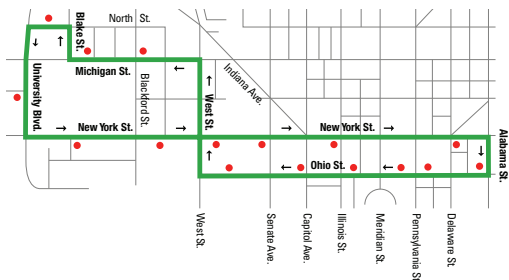 North St.
Blake St.
Michigan St.
University Blvd.
Blackford St.
West St.
Indiana Ave.
New York St.
New York St.
Alabama St.
Ohio St.
West St.
Senate Ave.
Capitol Ave.
Illinois St.
Meridian St.
Pennsylvania St.
Delaware St.